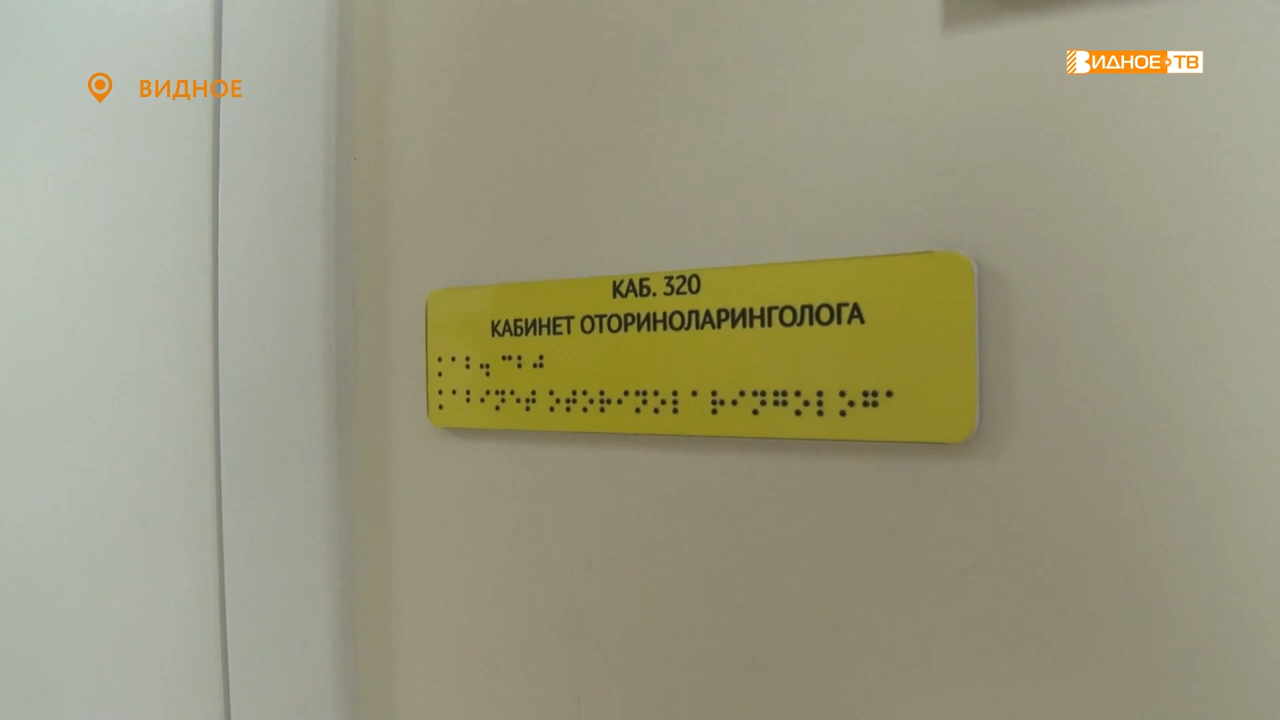 ВИДНОЕ
ВИДНОЕ ТВ
КАБ. 320
КАБИНЕТ ОТОРИНОЛАРИНГОЛОГА